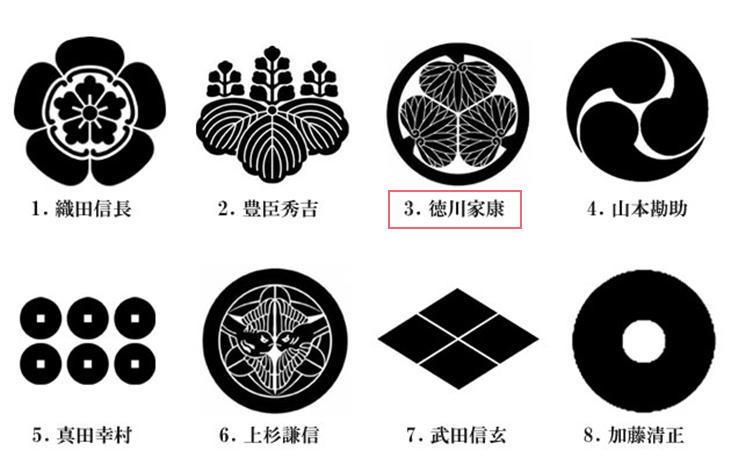 1. 織田信長
2. 豊臣秀吉
3. 徳川家康
4. 山本勘助
5. 真田幸村
6. 上杉謙信
7. 武田信玄
8. 加藤清正